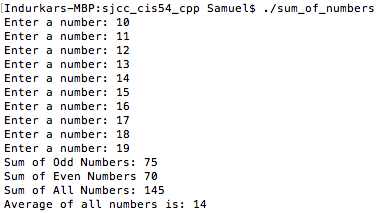 [Indurkars-MBP:sjcc_cis54_cpp Samuel$ ./sum_of_numbers
Enter a number: 10
Enter a number: 11
Enter a number: 12
Enter a number: 13
Enter a number: 14
Enter a number: 15
Enter a number: 16
Enter a number: 17
Enter a number: 18
Enter a number: 19
Sum of Odd Numbers: 75
Sum of Even Numbers 70
Sum of All Numbers: 145
Average of all numbers is: 14